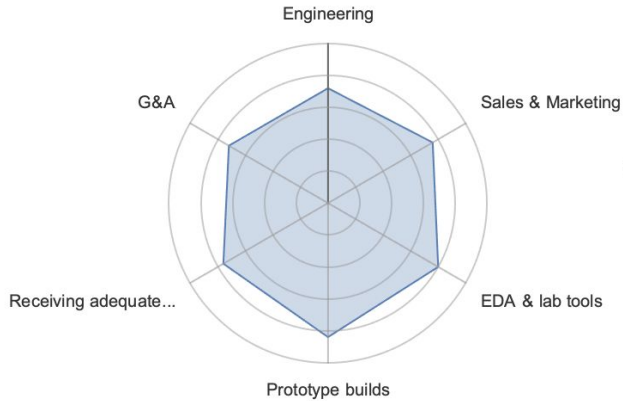 Engineering
G&A
Sales & Marketing
Receiving adequate...
EDA & lab tools
Prototype builds